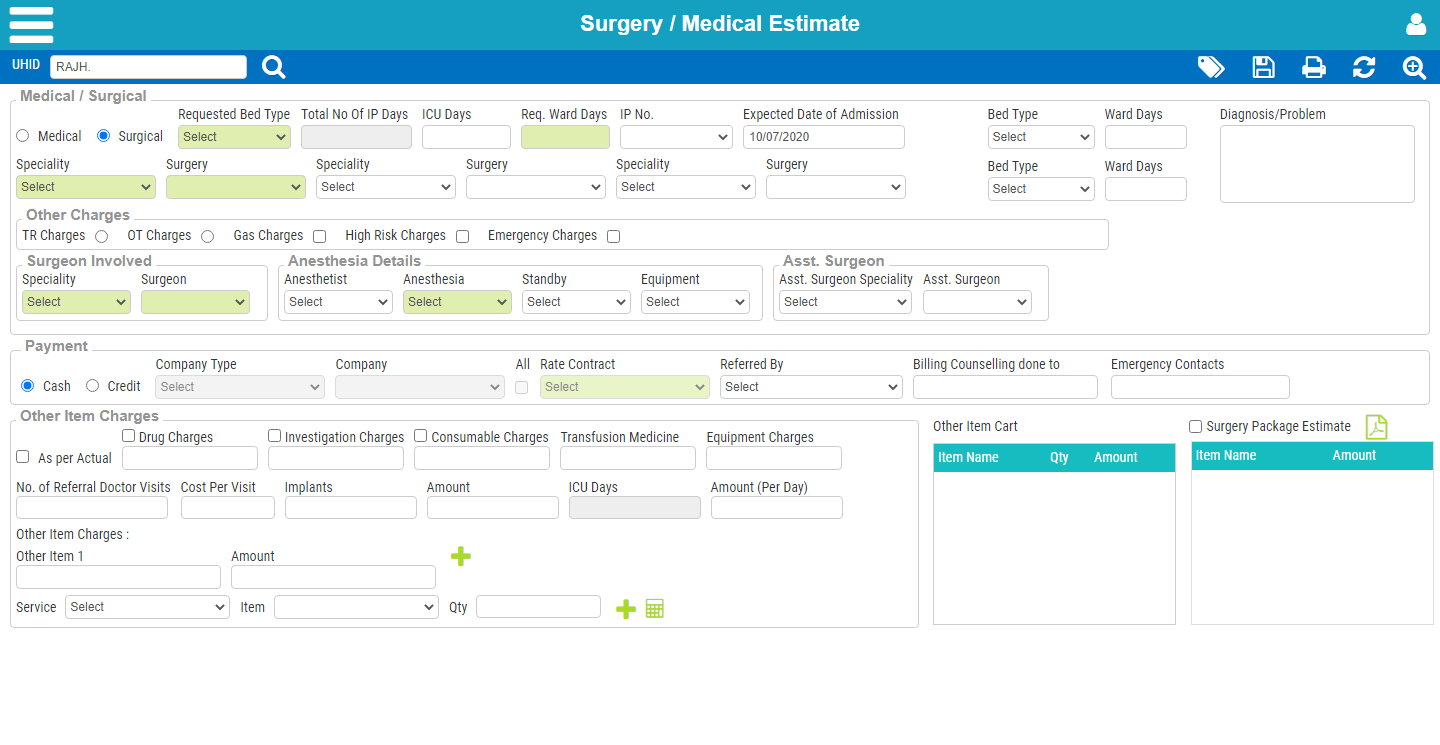 Surgery / Medical Estimate
UHID RAJH.
Medical / Surgical
Requested Bed Type Total No Of IP Days ICU Days Req. Ward Days IP No. Expected Date of Admission Bed Type Ward Days Diagnosis/Problem
Medical Surgical Select 10/07/2020 Select
Speciality Surgery Speciality Surgery Speciality Surgery Bed Type Ward Days
Select Select Select Select
Other Charges
TR Charges OT Charges Gas Charges High Risk Charges Emergency Charges
Surgeon Involved Anesthesia Details Asst. Surgeon
Speciality Surgeon Anesthetist Anesthesia Standby Equipment Asst. Surgeon Speciality Asst. Surgeon
Select Select Select Select Select Select
Payment
Company Type Company All Rate Contract Referred By Billing Counselling done to Emergency Contacts
Cash Credit Select Select Select
Other Item Charges
Drug Charges Investigation Charges Consumable Charges Transfusion Medicine Equipment Charges
As per Actual
No. of Referral Doctor Visits Cost Per Visit Implants Amount ICU Days Amount (Per Day)
Other Item Charges :
Other Item 1 Amount
Service Select Item Qty
Other Item Cart
Item Name Qty Amount
Surgery Package Estimate
Item Name Amount